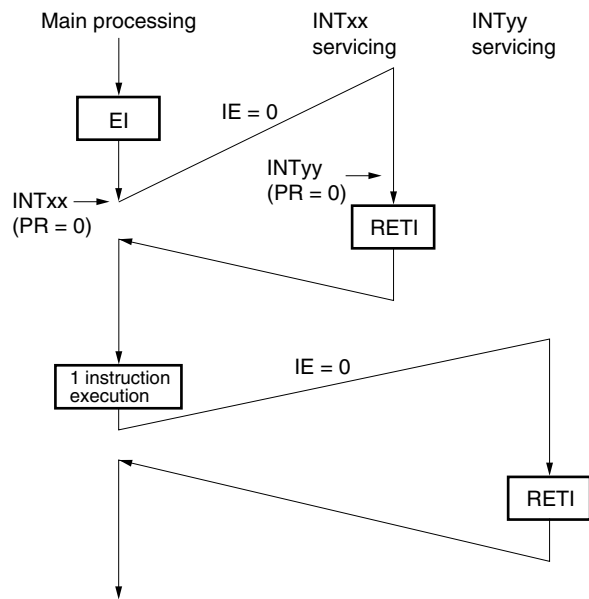 Main processing
INTxx
servicing
INTyy
servicing
EI
IE = 0
INTyy
(PR = 0)
INTxx
(PR = 0)
RETI
1 instruction
execution
IE = 0
RETI